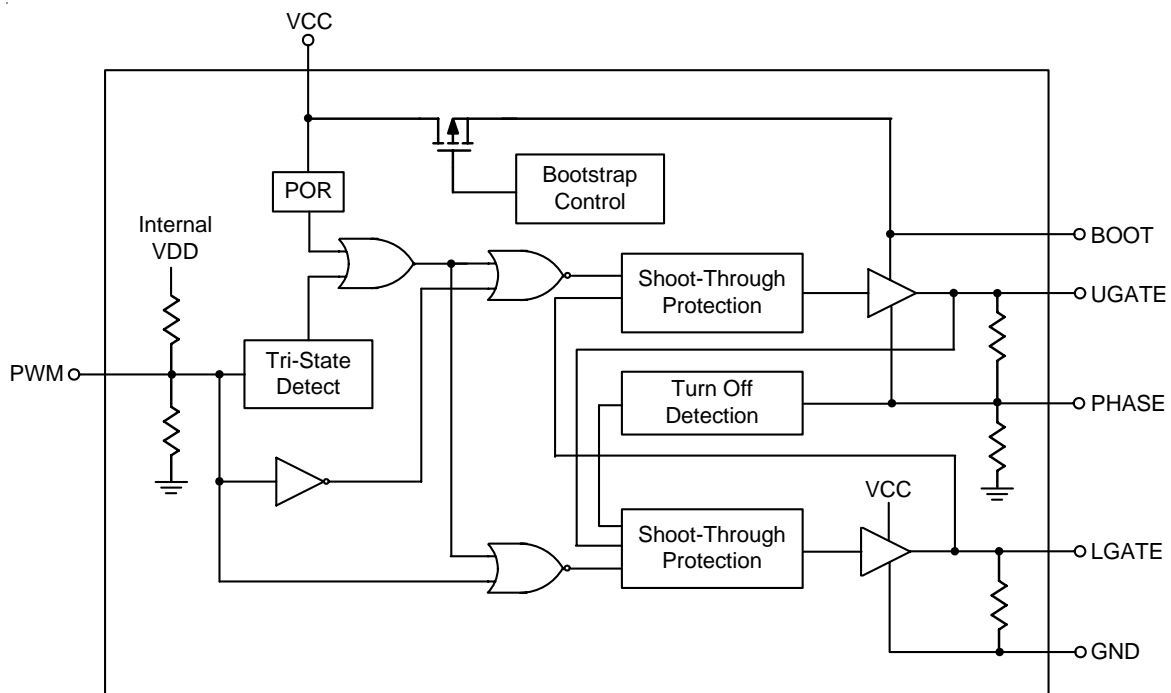 VCC
POR
Bootstrap
Control
Internal
VDD
BOOT
Shoot-Through
Protection
UGATE
PWM
Tri-State
Detect
Turn Off
Detection
PHASE
VCC
Shoot-Through
Protection
LGATE
GND